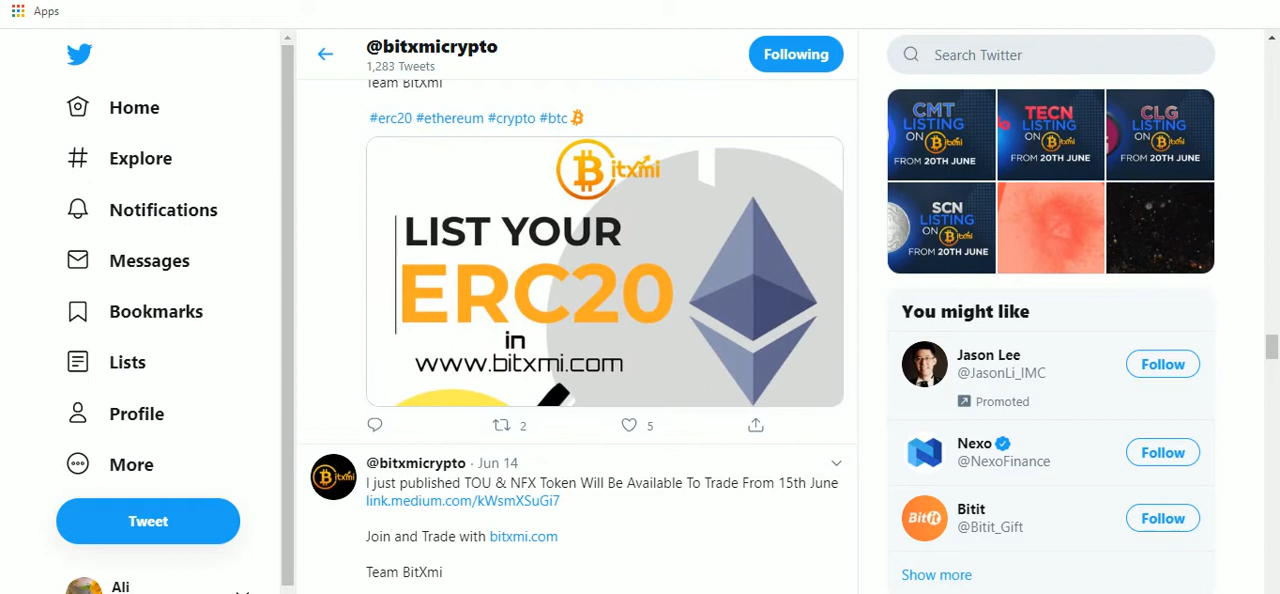 Apps
Home
Explore
Notifications
Messages
Bookmarks
Lists
Profile
More
Tweet
Ali
@bitxmicrypto
1,283 Tweets
Following
Team BitXmi
#erc20 #ethereum #crypto #btc
Bitxmi
LIST YOUR
ERC20
in
www.bitxmi.com
2
5
@bitxmicrypto · Jun 14
I just published TOU & NFX Token Will Be Available To Trade From 15th June
link.medium.com/kWsmXSuGi7
Join and Trade with bitxmi.com
Team BitXmi
Search Twitter
CMT
LISTING
ON Bitxmi
FROM 20TH JUNE
TECN
LISTING
ON Bitxmi
FROM 20TH JUNE
CLG
LISTING
ON Bitxmi
FROM 20TH JUNE
SCN
LISTING
ON Bitxmi
FROM 20TH JUNE
You might like
Jason Lee
@JasonLi_IMC
Promoted
Follow
Nexo
@NexoFinance
Follow
Bitit
Bitit
@Bitit_Gift
Follow
Show more